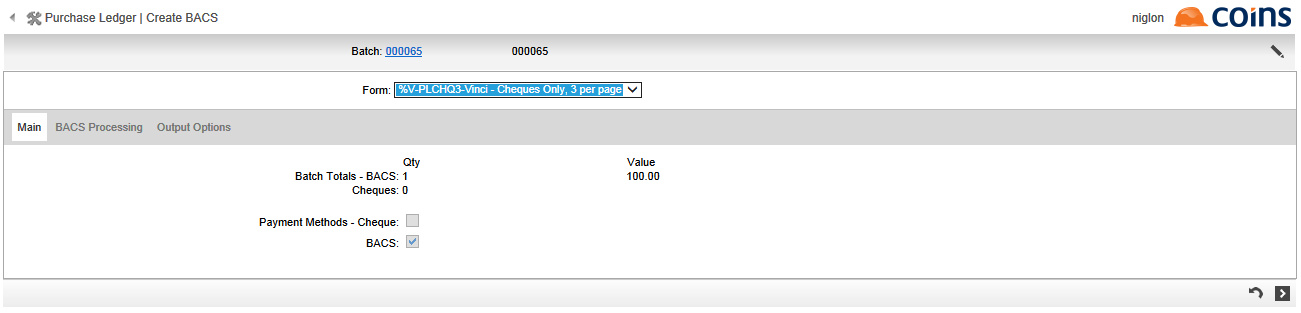 Purchase Ledger | Create BACS
niglon
coins
Batch: 000065 000065
Form: %V-PLCHQ3-Vinci - Cheques Only, 3 per page
Main BACS Processing Output Options
Qty Value
Batch Totals - BACS: 1 100.00
Cheques: 0
Payment Methods - Cheque:
BACS: